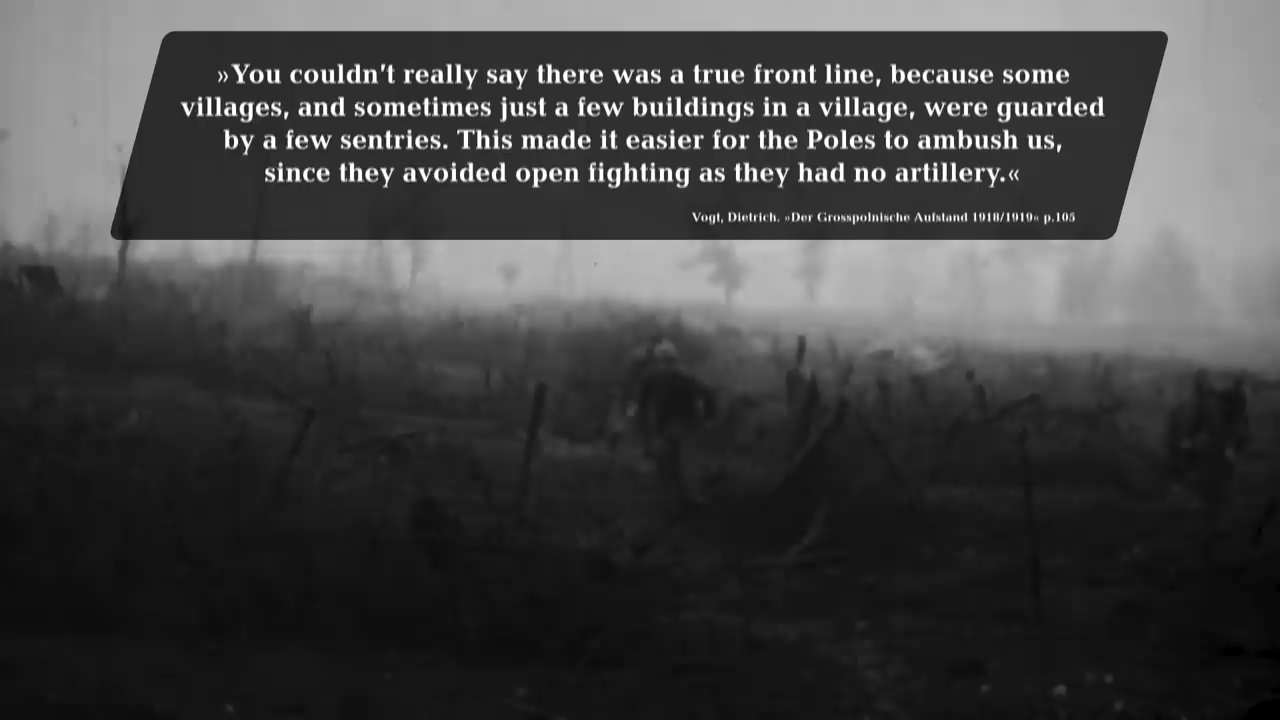 »You couldn't really say there was a true front line, because some
villages, and sometimes just a few buildings in a village, were guarded
by a few sentries. This made it easier for the Poles to ambush us,
since they avoided open fighting as they had no artillery.«
Vogt, Dietrich. »Der Grosspolnische Aufstand 1918/1919« p.105